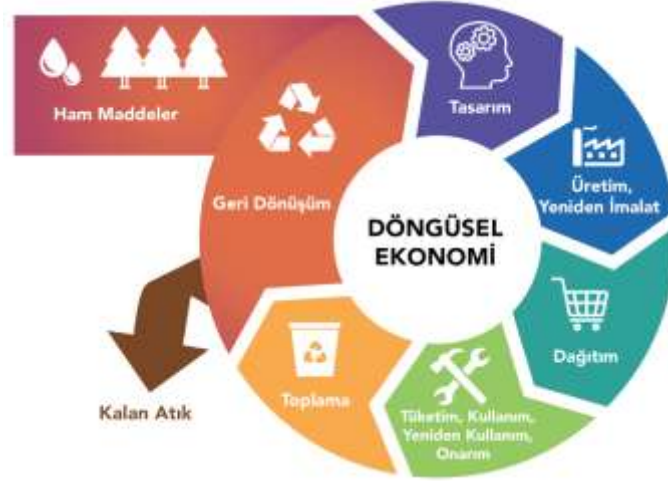 Ham Maddeler
Tasarım
Geri Dönüşüm
Üretim,
Yeniden İmalat
DÖNGÜSEL
EKONOMİ
Dağıtım
Kalan Atık
Toplama
Tüketim, Kullanım,
Yeniden Kullanım,
Onarım